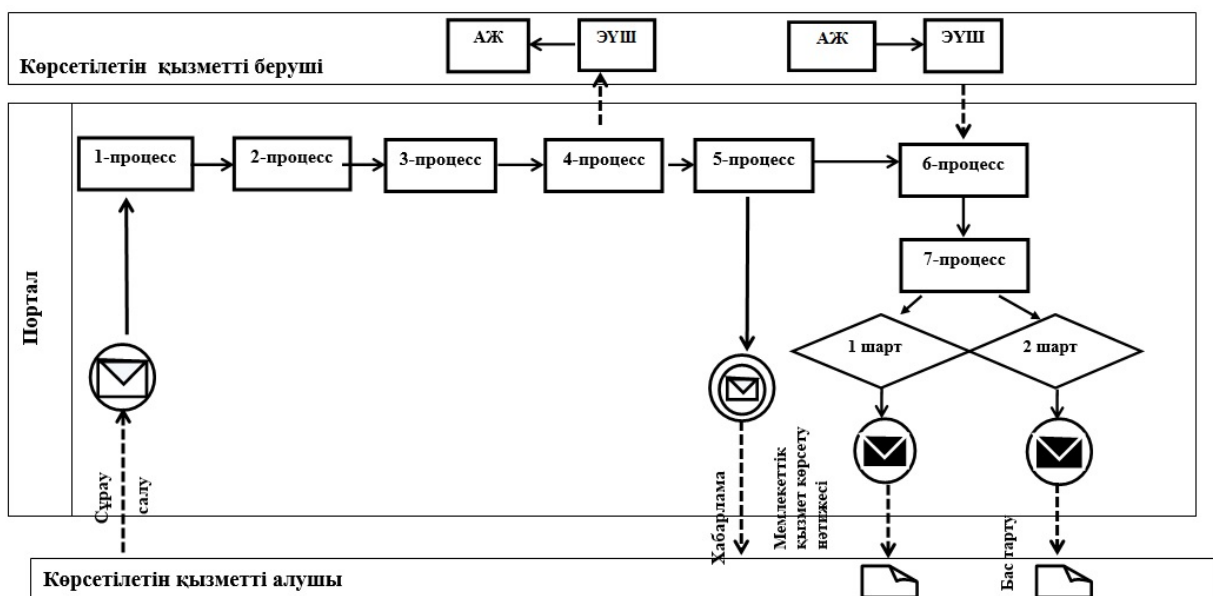 АЖ
ЭҮШ
АЖ
ЭҮШ
Көрсетілетін қызметті беруші
1-процесс
2-процесс
3-процесс
4-процесс
5-процесс
6-процесс
7-процесс
Портал
1 шарт
2 шарт
Сұрау
салу
Хабарлама
Мемлекеттік
қызмет көрсету
нәтижесі
Бас тарту
Көрсетілетін қызметті алушы